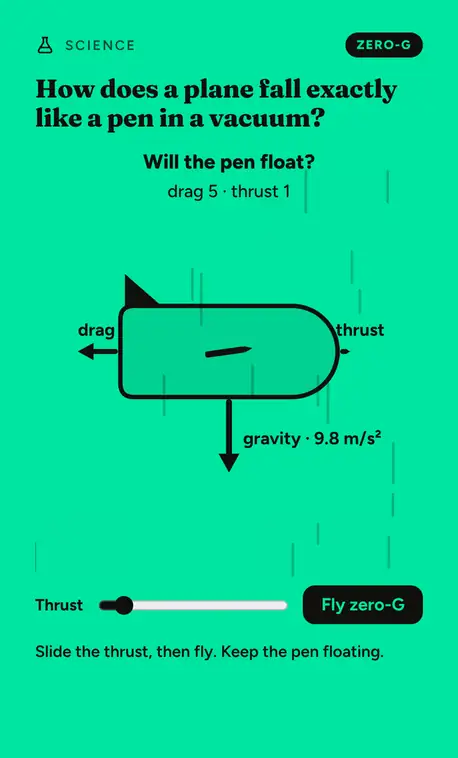 SCIENCE
ZERO-G
How does a plane fall exactly
like a pen in a vacuum?
Will the pen float?
drag 5 · thrust 1
drag
thrust
gravity · 9.8 m/s²
Thrust
Fly zero-G
Slide the thrust, then fly. Keep the pen floating.